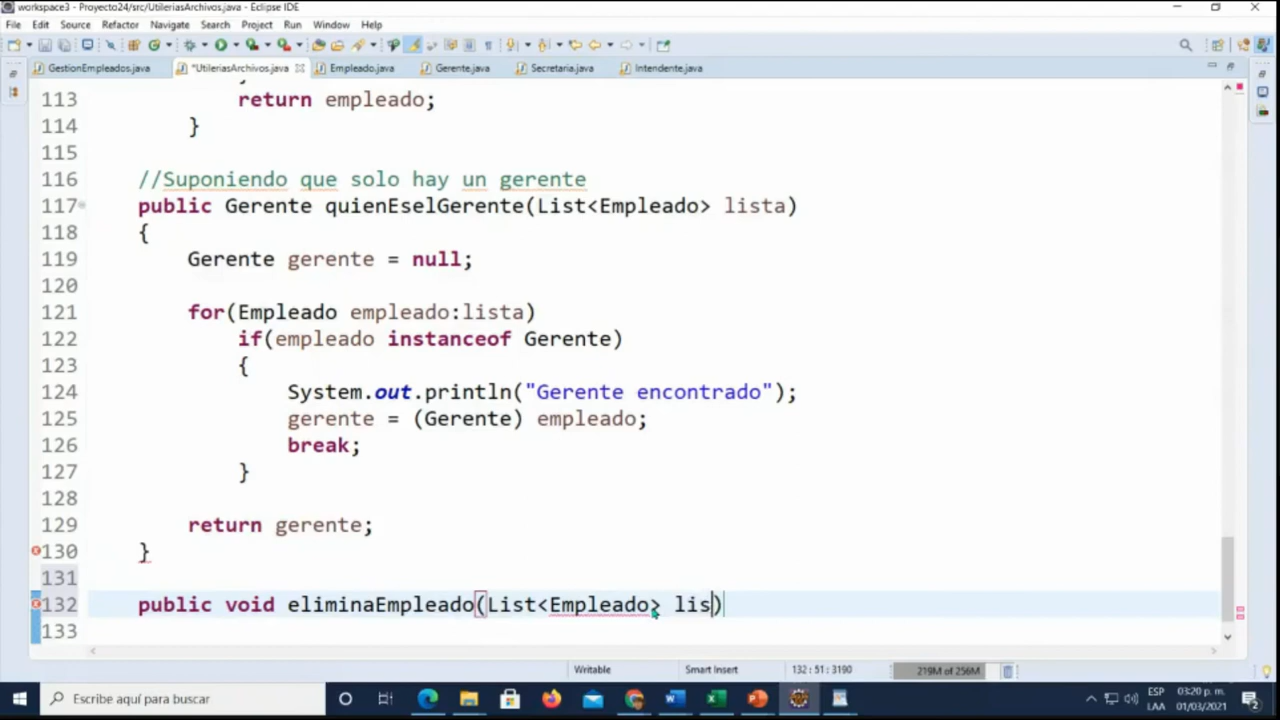 workspace3 - Proyecto24/src/UtileriasArchivos.java - Eclipse IDE
File Edit Source Refactor Navigate Search Project Run Window Help
GestionEmpleados.java *UtileriasArchivos.java Empleado.java Gerente.java Secretaria.java Intendente.java
113 return empleado;
114 }
115
116 //Suponiendo que solo hay un gerente
117 public Gerente quienEselGerente(List<Empleado> lista)
118 {
119 Gerente gerente = null;
120
121 for(Empleado empleado:lista)
122 if(empleado instanceof Gerente)
123 {
124 System.out.println("Gerente encontrado");
125 gerente = (Gerente) empleado;
126 break;
127 }
128
129 return gerente;
130 }
131
132 public void eliminaEmpleado(List<Empleado> lis)
133
Writable Smart Insert 132 : 51 : 3190 219M of 256M
Escribe aquí para buscar
ESP 03:20 p. m.
LAA 01/03/2021
2